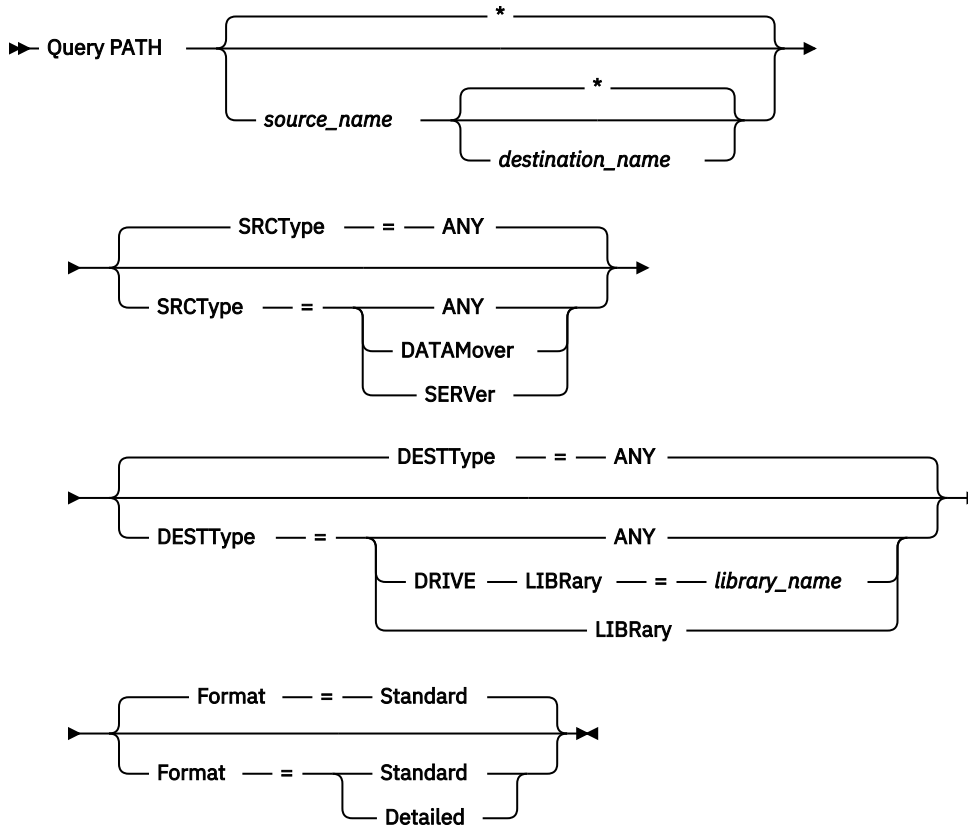 *
Query PATH
*
source_name
destination_name
SRCType = ANY
SRCType = ANY
DATAMover
SERVer
DESTType = ANY
DESTType = ANY
DRIVE LIBRary = library_name
LIBRary
Format = Standard
Format = Standard
Detailed